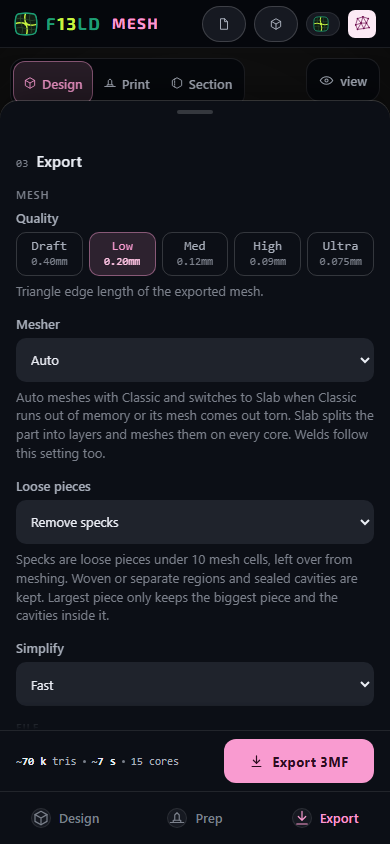 F13LD MESH
Design Print Section view
03 Export
MESH
Quality
Draft Low Med High Ultra
0.40mm 0.20mm 0.12mm 0.09mm 0.075mm
Triangle edge length of the exported mesh.
Mesher
Auto
Auto meshes with Classic and switches to Slab when Classic
runs out of memory or its mesh comes out torn. Slab splits the
part into layers and meshes them on every core. Welds follow
this setting too.
Loose pieces
Remove specks
Specks are loose pieces under 10 mesh cells, left over from
meshing. Woven or separate regions and sealed cavities are
kept. Largest piece only keeps the biggest piece and the
cavities inside it.
Simplify
Fast
FILE
~70 k tris • ~7 s • 15 cores Export 3MF
Design Prep Export